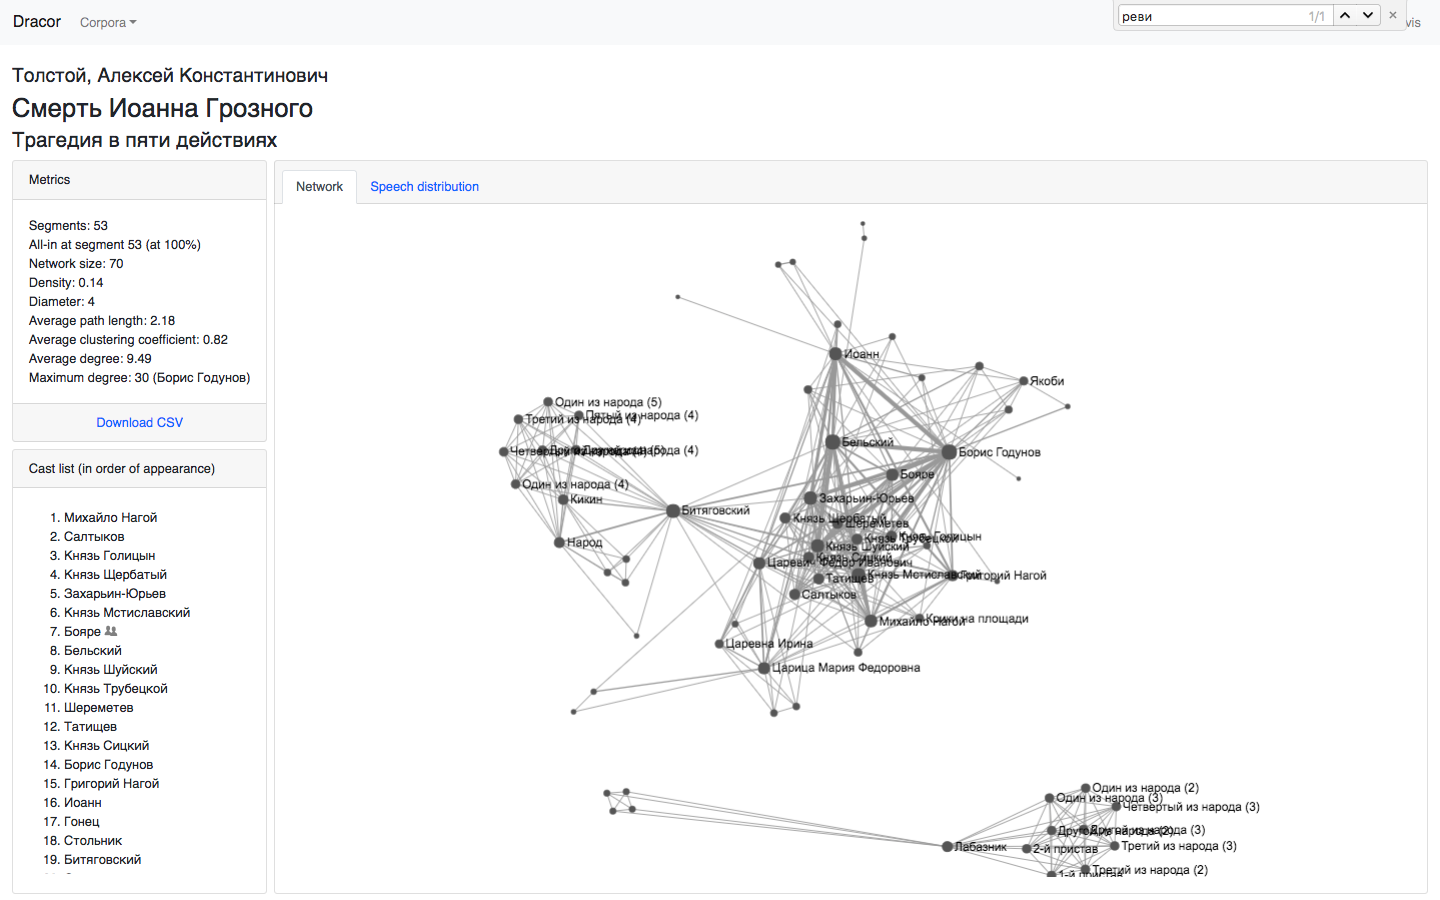 Dracor Corpora
реви 1/1
vis
Толстой, Алексей Константинович
Смерть Иоанна Грозного
Трагедия в пяти действиях
Metrics
Segments: 53
All-in at segment 53 (at 100%)
Network size: 70
Density: 0.14
Diameter: 4
Average path length: 2.18
Average clustering coefficient: 0.82
Average degree: 9.49
Maximum degree: 30 (Борис Годунов)
Download CSV
Cast list (in order of appearance)
1. Михайло Нагой
2. Салтыков
3. Князь Голицын
4. Князь Щербатый
5. Захарьин-Юрьев
6. Князь Мстиславский
7. Бояре
8. Бельский
9. Князь Шуйский
10. Князь Трубецкой
11. Шереметев
12. Татищев
13. Князь Сицкий
14. Борис Годунов
15. Григорий Нагой
16. Иоанн
17. Гонец
18. Стольник
19. Битяговский
Network Speech distribution
Иоанн
Якоби
Один из народа (5)
Пятый из народа (4)
Третий из народа (4)
Бельский
Борис Годунов
Бояре
Один из народа (4)
Кикин
Захарьин-Юрьев
Битяговский
Князь Щербатый
Шереметев
Князь Трубецкой
Князь Голицын
Народ
Князь Шуйский
Князь Сицкий
Царевич Федор Иванович
Татищев
Князь Мстиславский
Григорий Нагой
Салтыков
Михайло Нагой
Крики на площади
Царевна Ирина
Царица Мария Федоровна
Один из народа (2)
Один из народа (3)
Четвертый из народа (3)
Другой из народа (2)
Другой из народа (3)
Лабазник
2-й пристав
Третий из народа (3)
Третий из народа (2)
1-й пристав